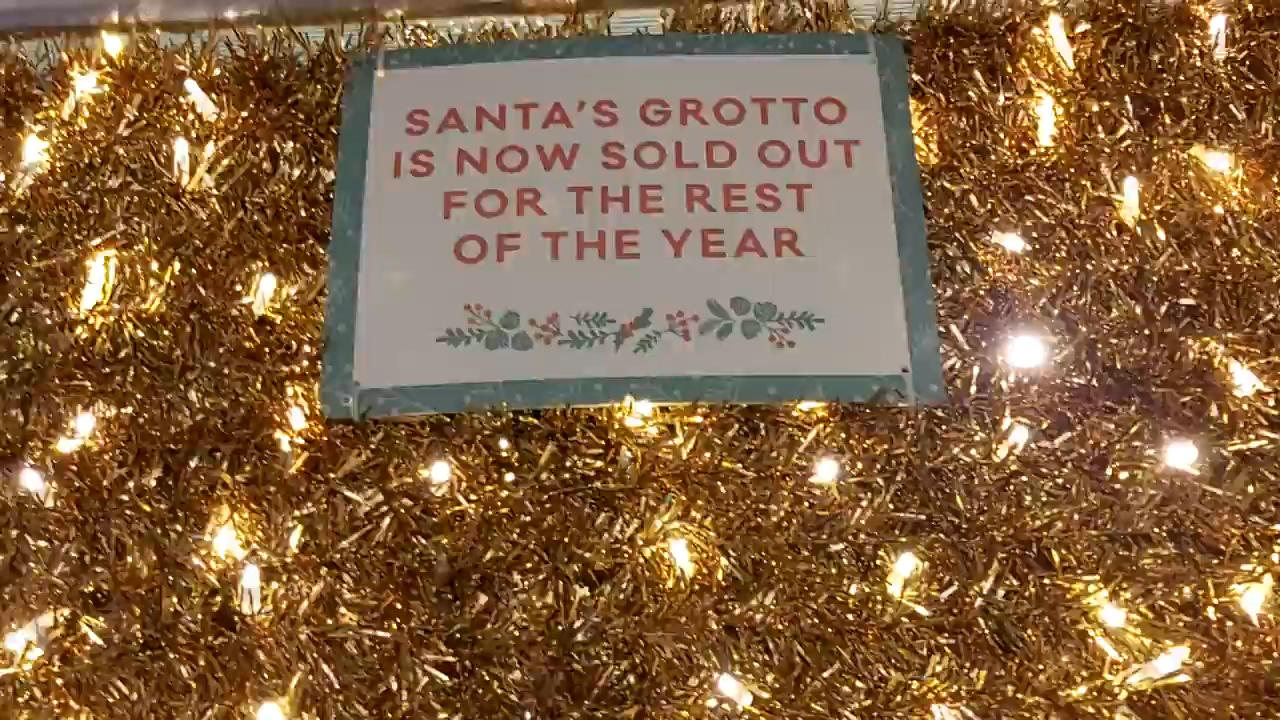 SANTA'S GROTTO
IS NOW SOLD OUT
FOR THE REST
OF THE YEAR